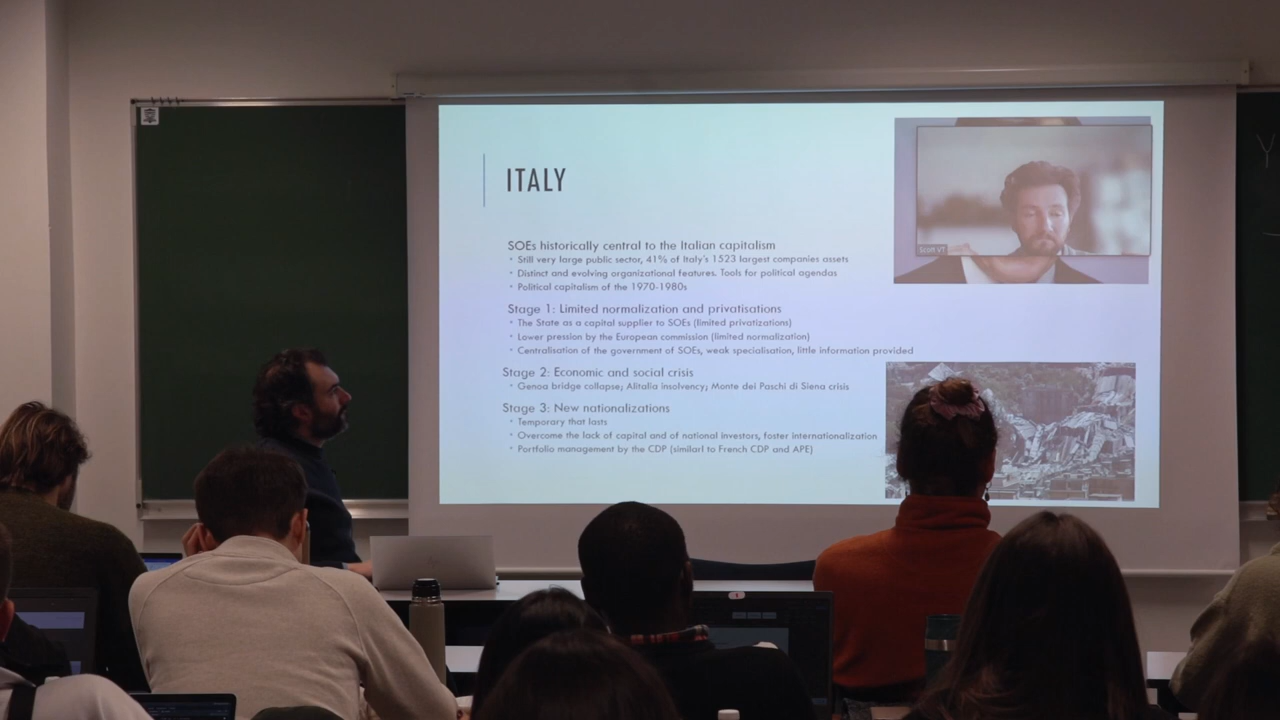 ITALY
SOEs historically central to the Italian capitalism
• Still very large public sector, 41% of Italy's 1523 largest companies assets
• Distinct and evolving organizational features. Tools for political agendas
• Political capitalism of the 1970-1980s
Stage 1: Limited normalization and privatisations
• The State as a capital supplier to SOEs (limited privatizations)
• Lower pression by the European commission (limited normalization)
• Centralisation of the government of SOEs, weak specialisation, little information provided
Stage 2: Economic and social crisis
• Genoa bridge collapse; Alitalia insolvency; Monte dei Paschi di Siena crisis
Stage 3: New nationalizations
• Temporary that lasts
• Overcome the lack of capital and of national investors, foster internationalization
• Portfolio management by the CDP (similarl to French CDP and APE)
Scott VT